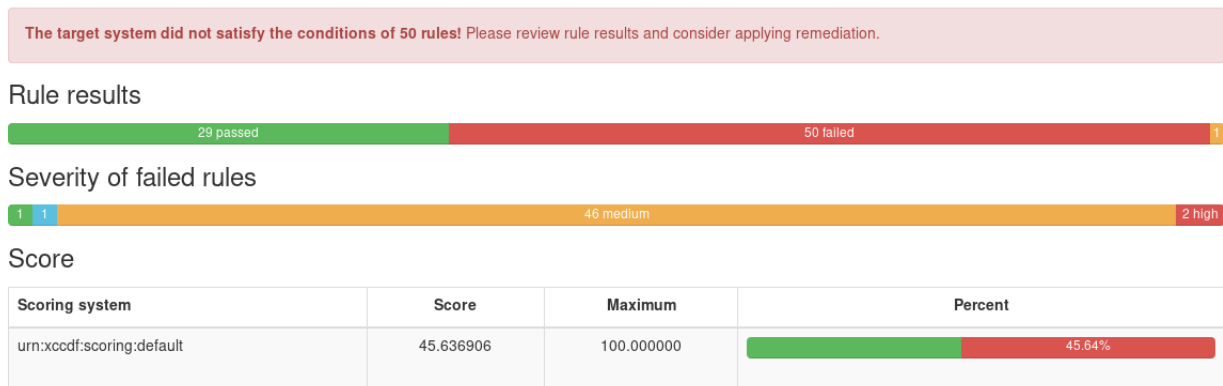 The target system did not satisfy the conditions of 50 rules! Please review rule results and consider applying remediation.
Rule results
29 passed 50 failed 1
Severity of failed rules
1 1 46 medium 2 high
Score
Scoring system Score Maximum Percent
urn:xccdf:scoring:default 45.636906 100.000000 45.64%